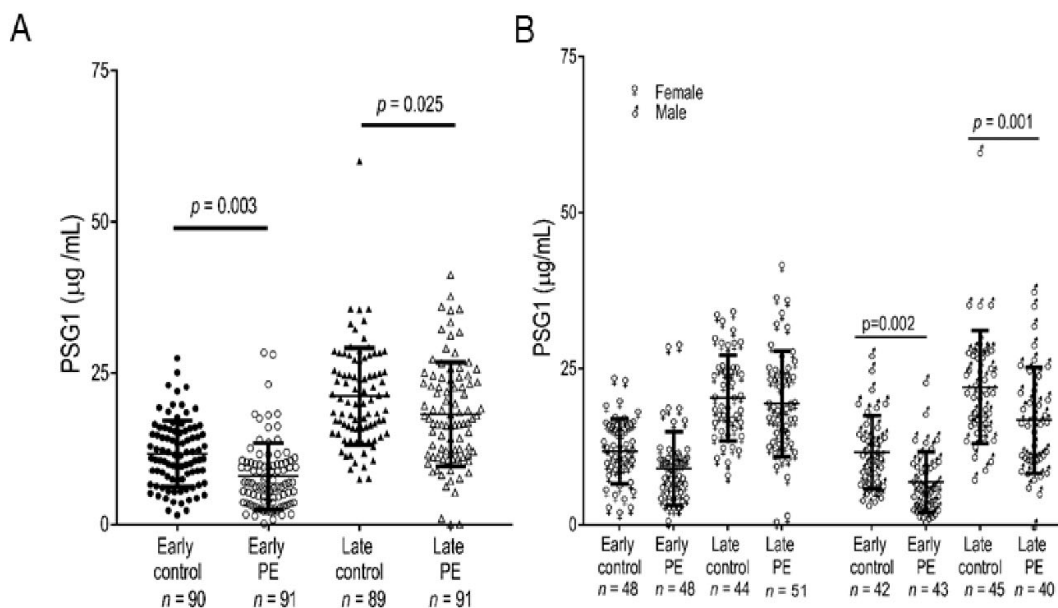 A
75
50
25
0
PSG1 (µg /mL)
p = 0.003
p = 0.025
Early control
Early PE
Late control
Late PE
n = 90
n = 91
n = 89
n = 91
B
75
50
25
0
PSG1 (µg/mL)
♀ Female
♂ Male
p=0.002
p = 0.001
Early control
Early PE
Late control
Late PE
Early control
Early PE
Late control
Late PE
n = 48
n = 48
n = 44
n = 51
n = 42
n = 43
n = 45
n = 40